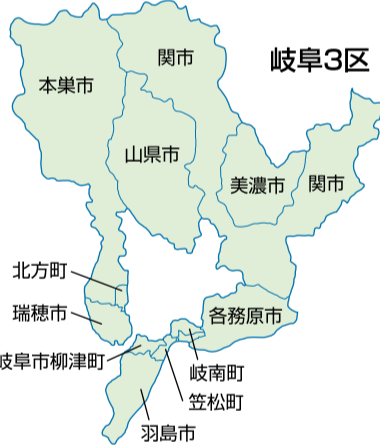 関市
岐阜3区
本巣市
山県市
美濃市
関市
北方町
瑞穂市
各務原市
岐阜市柳津町
岐南町
笠松町
羽島市